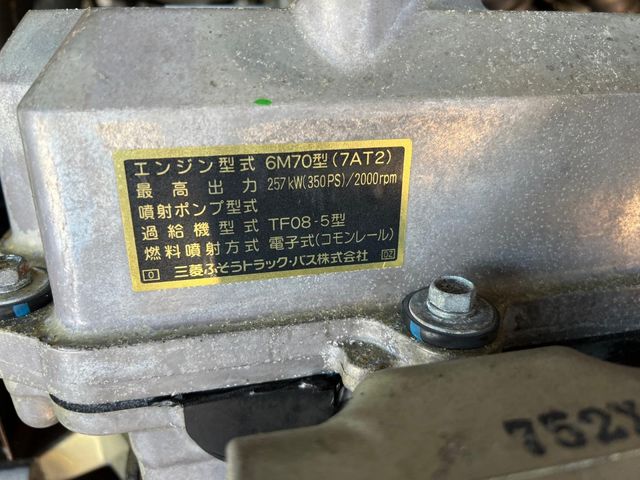 エンジン型式 6M70型(7AT2)
最高出力 257kW(350PS)/2000rpm
噴射ポンプ型式
過給機型式 TF08-5型
燃料噴射方式 電子式(コモンレール)
0 三菱ふそうトラック・バス株式会社 0Z
752Y